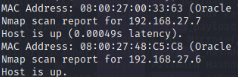 MAC Address: 08:00:27:00:33:63 (Oracle
Nmap scan report for 192.168.27.7
Host is up (0.00049s latency).
MAC Address: 08:00:27:48:C5:C8 (Oracle
Nmap scan report for 192.168.27.6
Host is up.